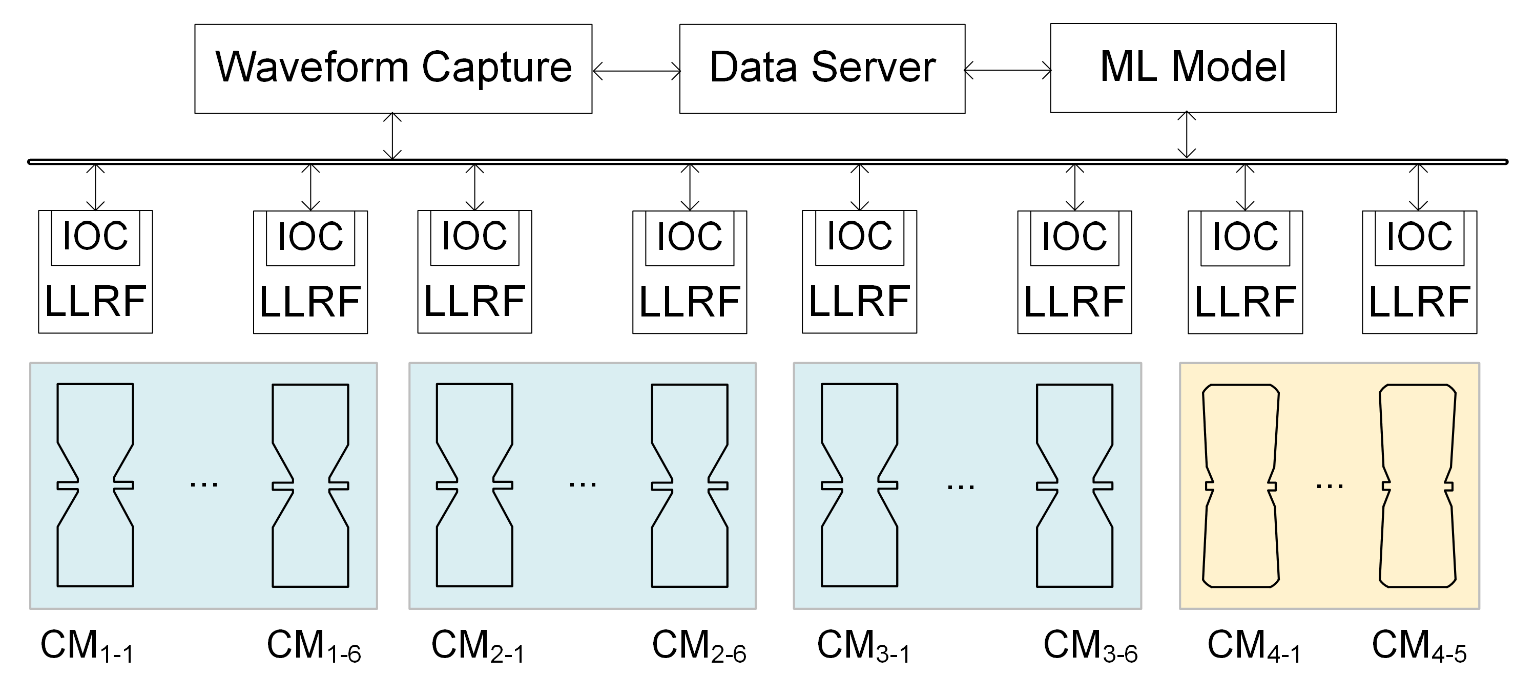 Waveform Capture Data Server ML Model
IOC IOC IOC IOC IOC IOC IOC IOC
LLRF LLRF LLRF LLRF LLRF LLRF LLRF LLRF
... ... ... ...
CM1-1 CM1-6 CM2-1 CM2-6 CM3-1 CM3-6 CM4-1 CM4-5